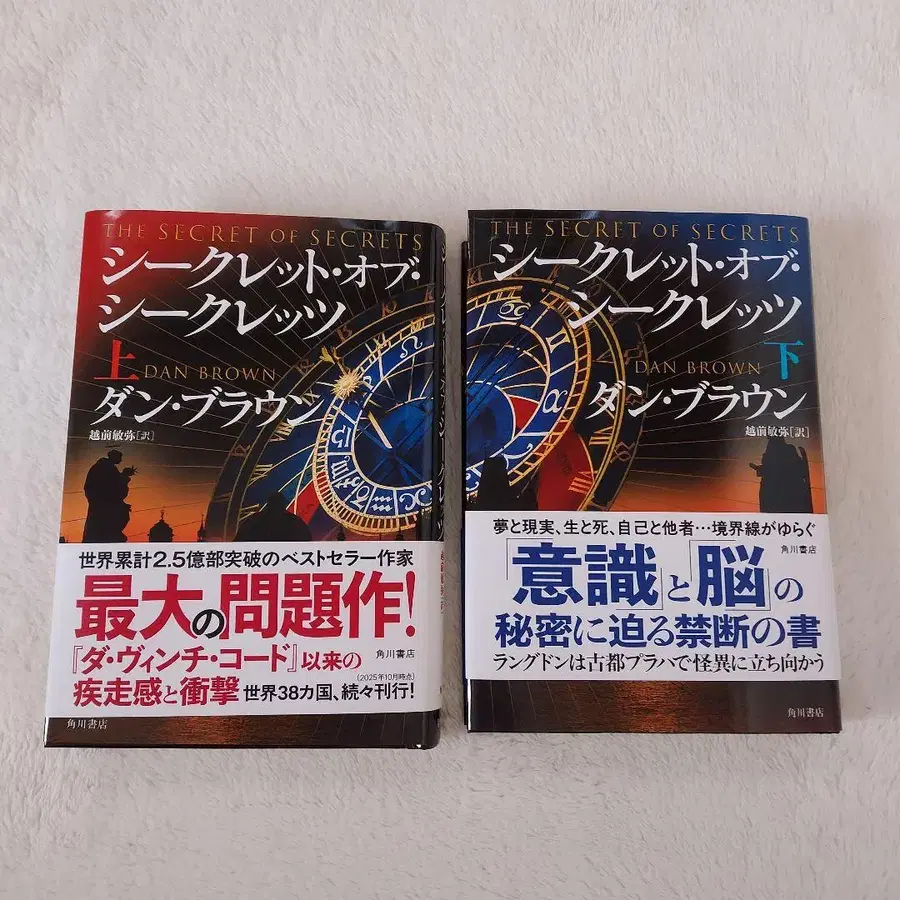 THE SECRET OF SECRETS
シークレット・オブ・
シークレッツ
上
DAN BROWN
ダン・ブラウン
越前敏弥[訳]
世界累計2.5億部突破のベストセラー作家
最大の問題作!
『ダ・ヴィンチ・コード』以来の
疾走感と衝撃
(2025年10月時点)
世界38カ国、続々刊行!
角川書店
角川書店
THE SECRET OF SECRETS
シークレット・オブ・
シークレッツ
下
DAN BROWN
ダン・ブラウン
越前敏弥[訳]
夢と現実、生と死、自己と他者…境界線がゆらぐ
角川書店
「意識」と「脳」の
秘密に迫る禁断の書
ラングドンは古都プラハで怪異に立ち向かう
角川書店